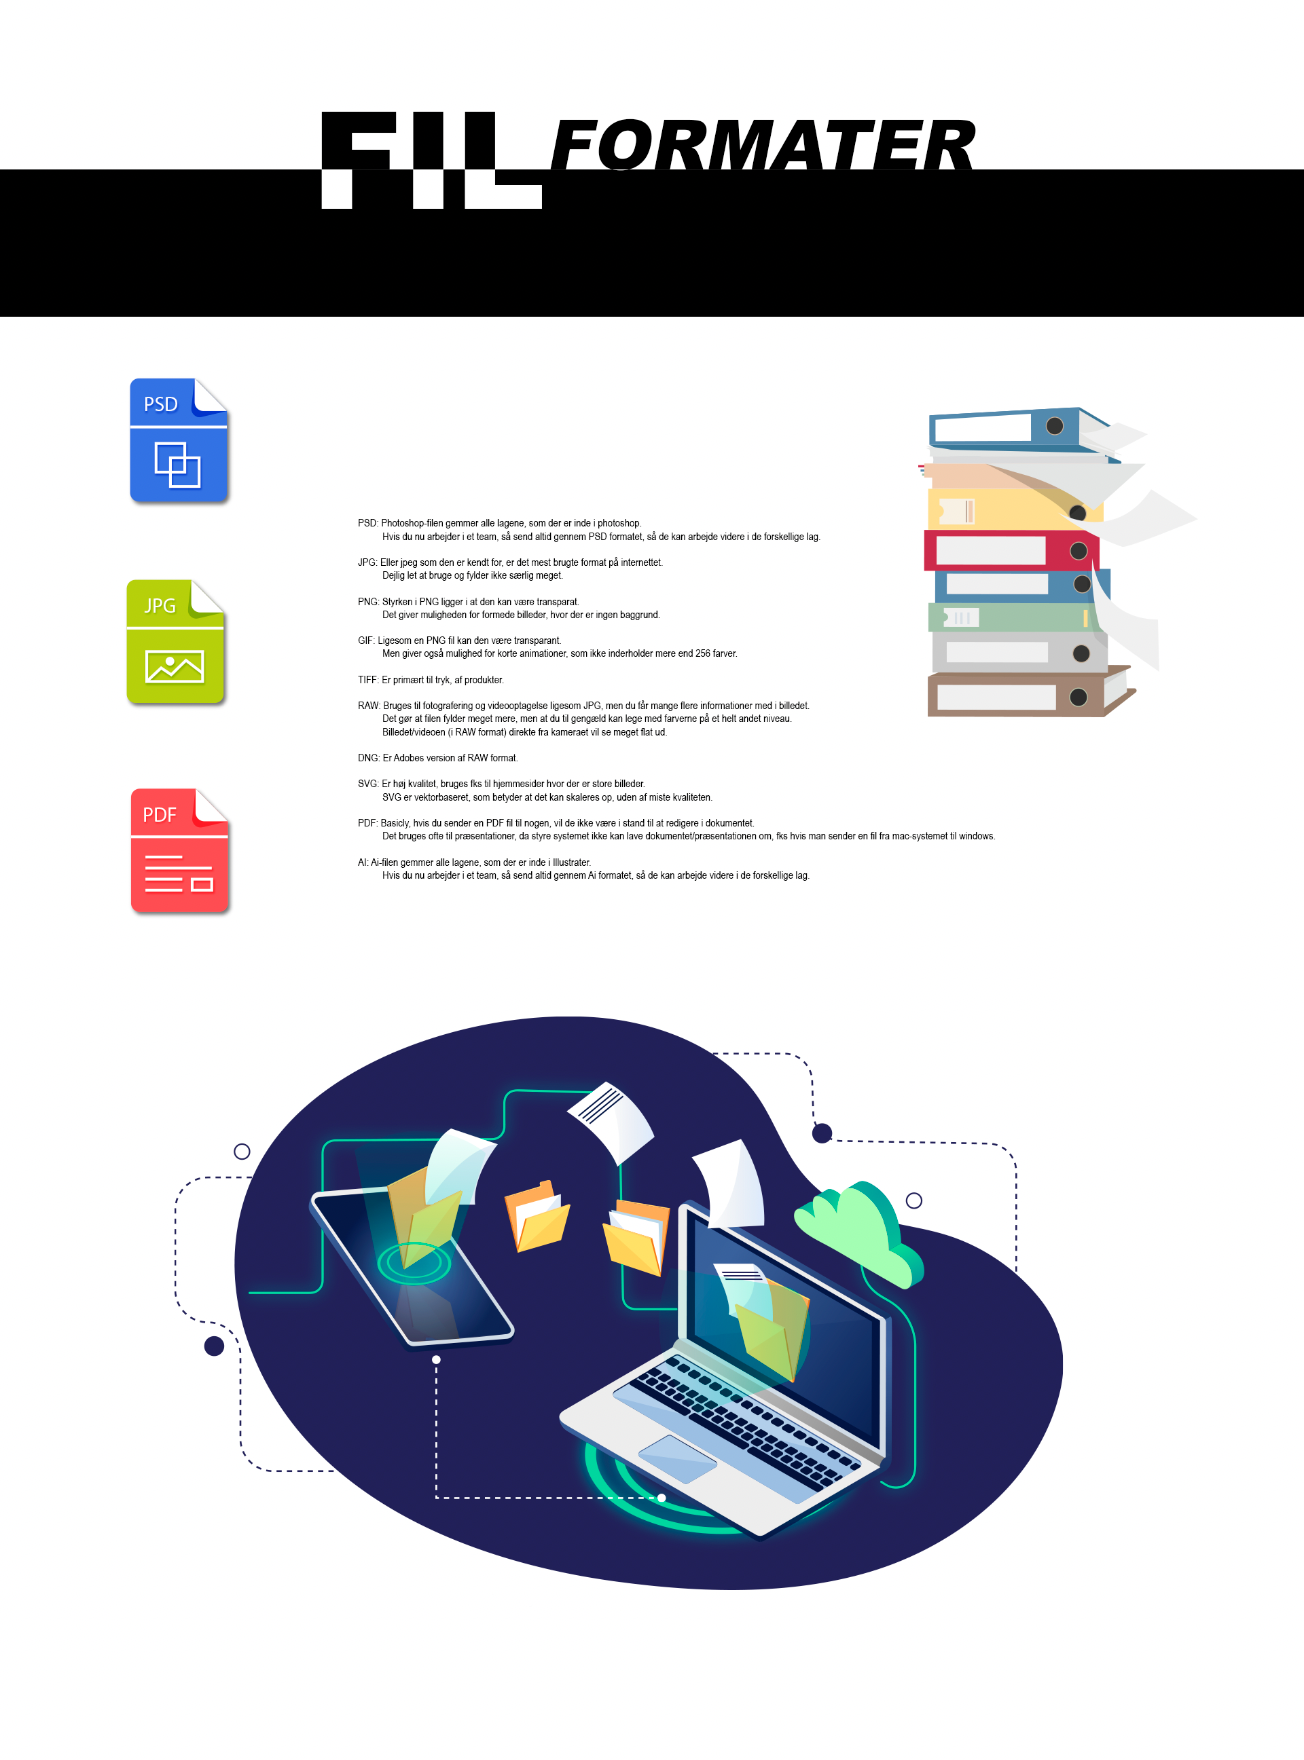 FIL FORMATER
PSD
JPG
PDF
PSD: Photoshop-filen gemmer alle lagene, som der er inde i photoshop.
Hvis du nu arbejder i et team, så send altid gennem PSD formatet, så de kan arbejde videre i de forskellige lag.
JPG: Eller jpeg som den er kendt for, er det mest brugte format på internettet.
Dejlig let at bruge og fylder ikke særlig meget.
PNG: Styrken i PNG ligger i at den kan være transparat.
Det giver muligheden for formede billeder, hvor der er ingen baggrund.
GIF: Ligesom en PNG fil kan den være transparant.
Men giver også mulighed for korte animationer, som ikke inderholder mere end 256 farver.
TIFF: Er primært til tryk, af produkter.
RAW: Bruges til fotografering og videooptagelse ligesom JPG, men du får mange flere informationer med i billedet.
Det gør at filen fylder meget mere, men at du til gengæld kan lege med farverne på et helt andet niveau.
Billedet/videoen (i RAW format) direkte fra kameraet vil se meget flat ud.
DNG: Er Adobes version af RAW format.
SVG: Er høj kvalitet, bruges fks til hjemmesider hvor der er store billeder.
SVG er vektorbaseret, som betyder at det kan skaleres op, uden af miste kvaliteten.
PDF: Basicly, hvis du sender en PDF fil til nogen, vil de ikke være i stand til at redigere i dokumentet.
Det bruges ofte til præsentationer, da styre systemet ikke kan lave dokumentet/præsentationen om, fks hvis man sender en fil fra mac-systemet til windows.
AI: Ai-filen gemmer alle lagene, som der er inde i Illustrater.
Hvis du nu arbejder i et team, så send altid gennem Ai formatet, så de kan arbejde videre i de forskellige lag.